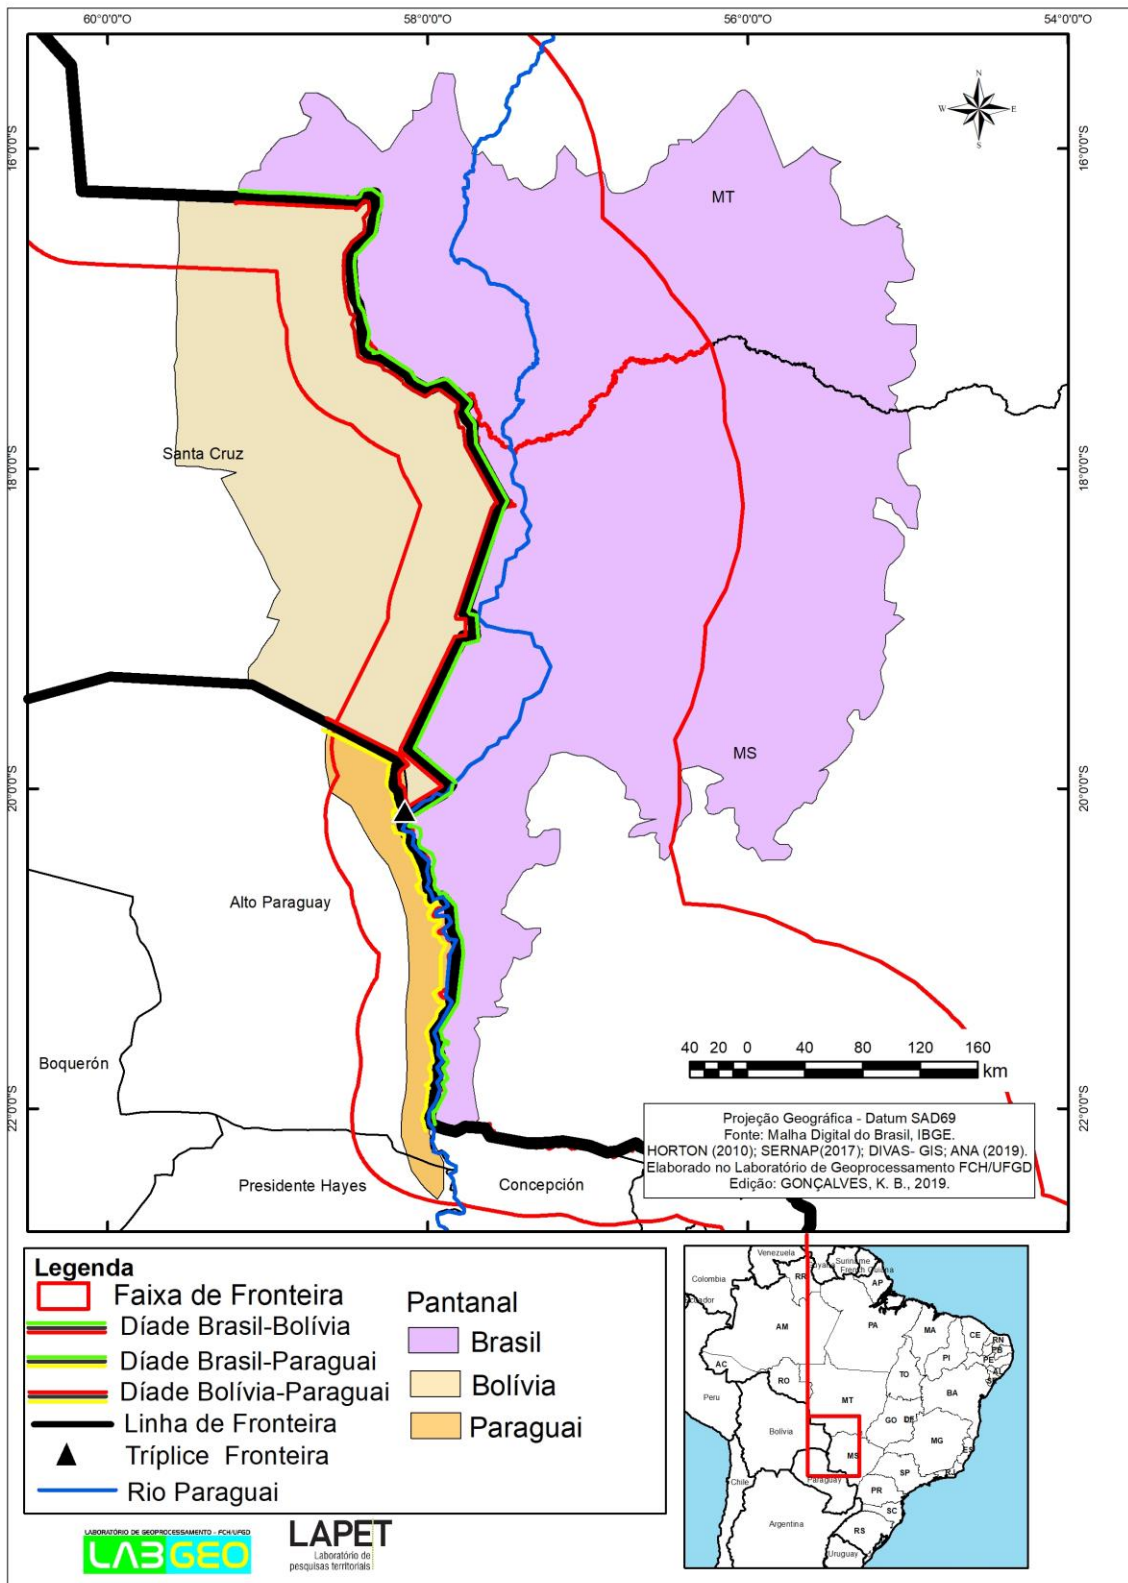 60°0'0"O
58°0'0"O
56°0'0"O
54°0'0"O
N
W
E
S
16°0'0"S
16°0'0"S
MT
Santa Cruz
18°0'0"S
18°0'0"S
MS
20°0'0"S
20°0'0"S
Alto Paraguay
Boquerón
40 20 0 40 80 120 160
km
22°0'0"S
22°0'0"S
Projeção Geográfica - Datum SAD69
Fonte: Malha Digital do Brasil, IBGE.
HORTON (2010); SERNAP(2017); DIVAS- GIS; ANA (2019).
Elaborado no Laboratório de Geoprocessamento FCH/UFGD
Edição: GONÇALVES, K. B., 2019.
Presidente Hayes
Concepción
Legenda
Faixa de Fronteira
Díade Brasil-Bolívia
Díade Brasil-Paraguai
Díade Bolívia-Paraguai
Linha de Fronteira
Tríplice Fronteira
Rio Paraguai
Pantanal
Brasil
Bolívia
Paraguai
Venezuela
Suriname
French Guiana
Colombia
RR
AP
AM
PA
MA
CE
RN
PB
PE
AL
PI
AC
RO
TO
BA
Peru
MT
GO
DF
Bolívia
MG
ES
MS
SP
RJ
Paraguay
PR
Chile
SC
Argentina
RS
Uruguay
LABORATÓRIO DE GEOPROCESSAMENTO - FCH/UFGD
LABGEO
LAPET
Laboratório de
pesquisas territoriais